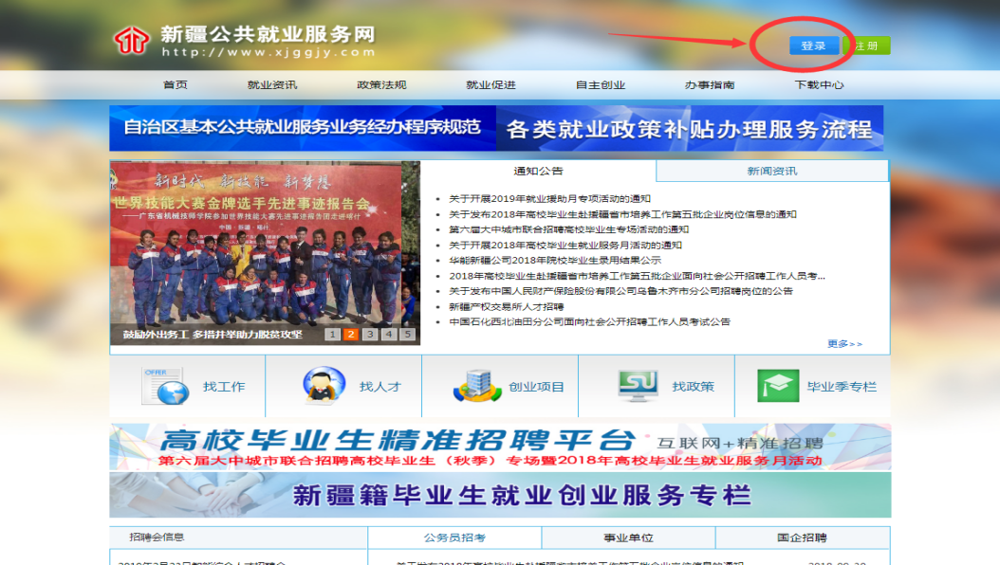 新疆公共就业服务网
http://www.xjggjy.com
登录
注册
首页
就业资讯
政策法规
就业促进
自主创业
办事指南
下载中心
自治区基本公共就业服务业务经办程序规范
各类就业政策补贴办理服务流程
新时代 新技能 新梦想
世界技能大赛金牌选手先进事迹报告会
——广东省机械技师学院参加世界技能大赛先进事迹报告团走进喀什
中国·新疆·喀什
鼓励外出务工 多措并举助力脱贫攻坚
1 2 3 4 5
通知公告
新闻资讯
关于开展2019年就业援助月专项活动的通知
关于发布2018年高校毕业生赴援疆省市培养工作第五批企业岗位信息的通知
第六届大中城市联合招聘高校毕业生专场活动的通知
关于开展2018年高校毕业生就业服务月活动的通知
华能新疆公司2018年院校毕业生录用结果公示
2018年高校毕业生赴援疆省市培养工作第五批企业面向社会公开招聘工作人员考...
关于发布中国人民财产保险股份有限公司乌鲁木齐市分公司招聘岗位的公告
新疆产权交易所人才招聘
中国石化西北油田分公司面向社会公开招聘工作人员考试公告
更多>>
OFFER
找工作
找人才
创业项目
找政策
毕业季专栏
高校毕业生精准招聘平台
互联网+精准招聘
第六届大中城市联合招聘高校毕业生（秋季）专场暨2018年高校毕业生就业服务月活动
新疆籍毕业生就业创业服务专栏
招聘会信息
公务员招考
事业单位
国企招聘